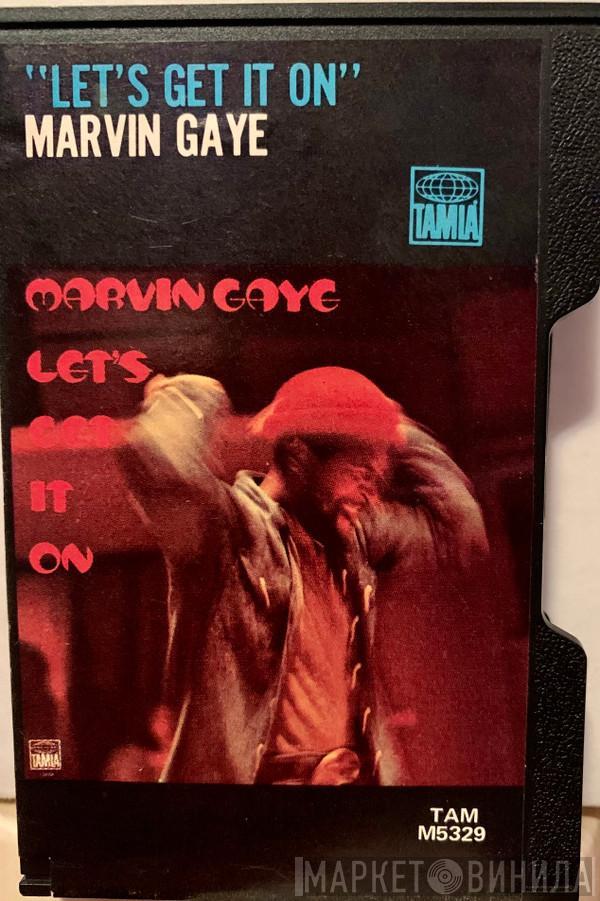 "LET'S GET IT ON"
MARVIN GAYE
TAMLA
MARVIN GAYE
LET'S
GET
IT
ON
TAMLA
TAM
M5329
МАРКЕТ ВИНИЛА